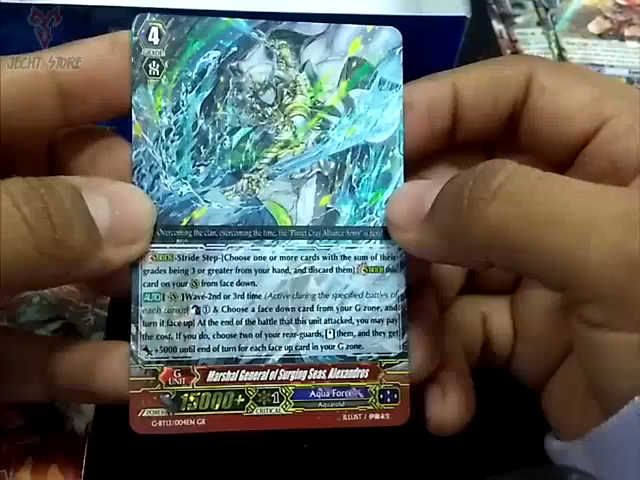 JECHT STORE
4
GRADE
Overcoming the clan, overcoming the time, the "Planet Cray Alliance Army" is here!
-Stride Step-[Choose one or more cards with the sum of their
grades being 3 or greater from your hand, and discard them] this
card on your from face down.
AUTO [ ]Wave-2nd or 3rd time (Active during the specified battles of
each turn): & Choose a face down card from your G zone, and
turn it face up] At the end of the battle that this unit attacked, you may pay
the cost. If you do, choose two of your rear-guards, them, and they get
+5000 until end of turn for each face up card in your G zone.
G UNIT
Marshal General of Surging Seas, Alexandros
POWER
15000+
1
CRITICAL
Aqua Force
Aquaroid
G-BT13/004EN GR
ILLUST /